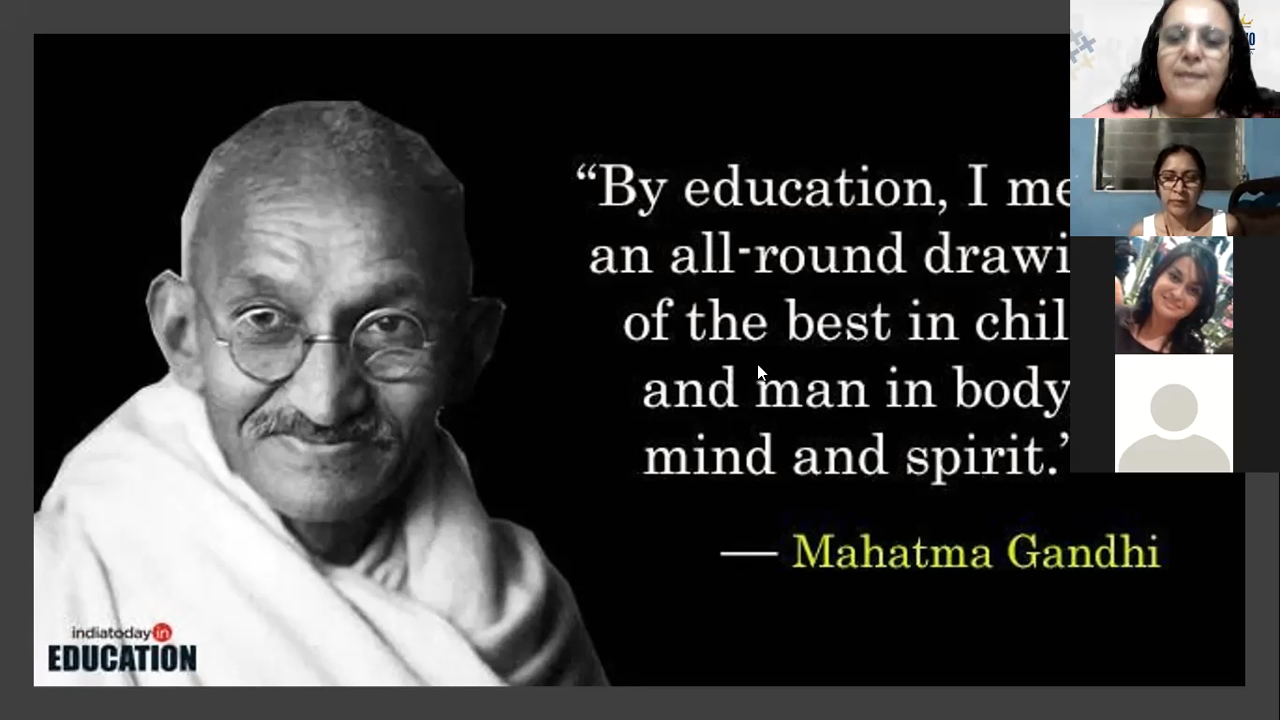 “By education, I me
an all-round drawi
of the best in chil
and man in body
mind and spirit.’
— Mahatma Gandhi
indiatoday.in
EDUCATION